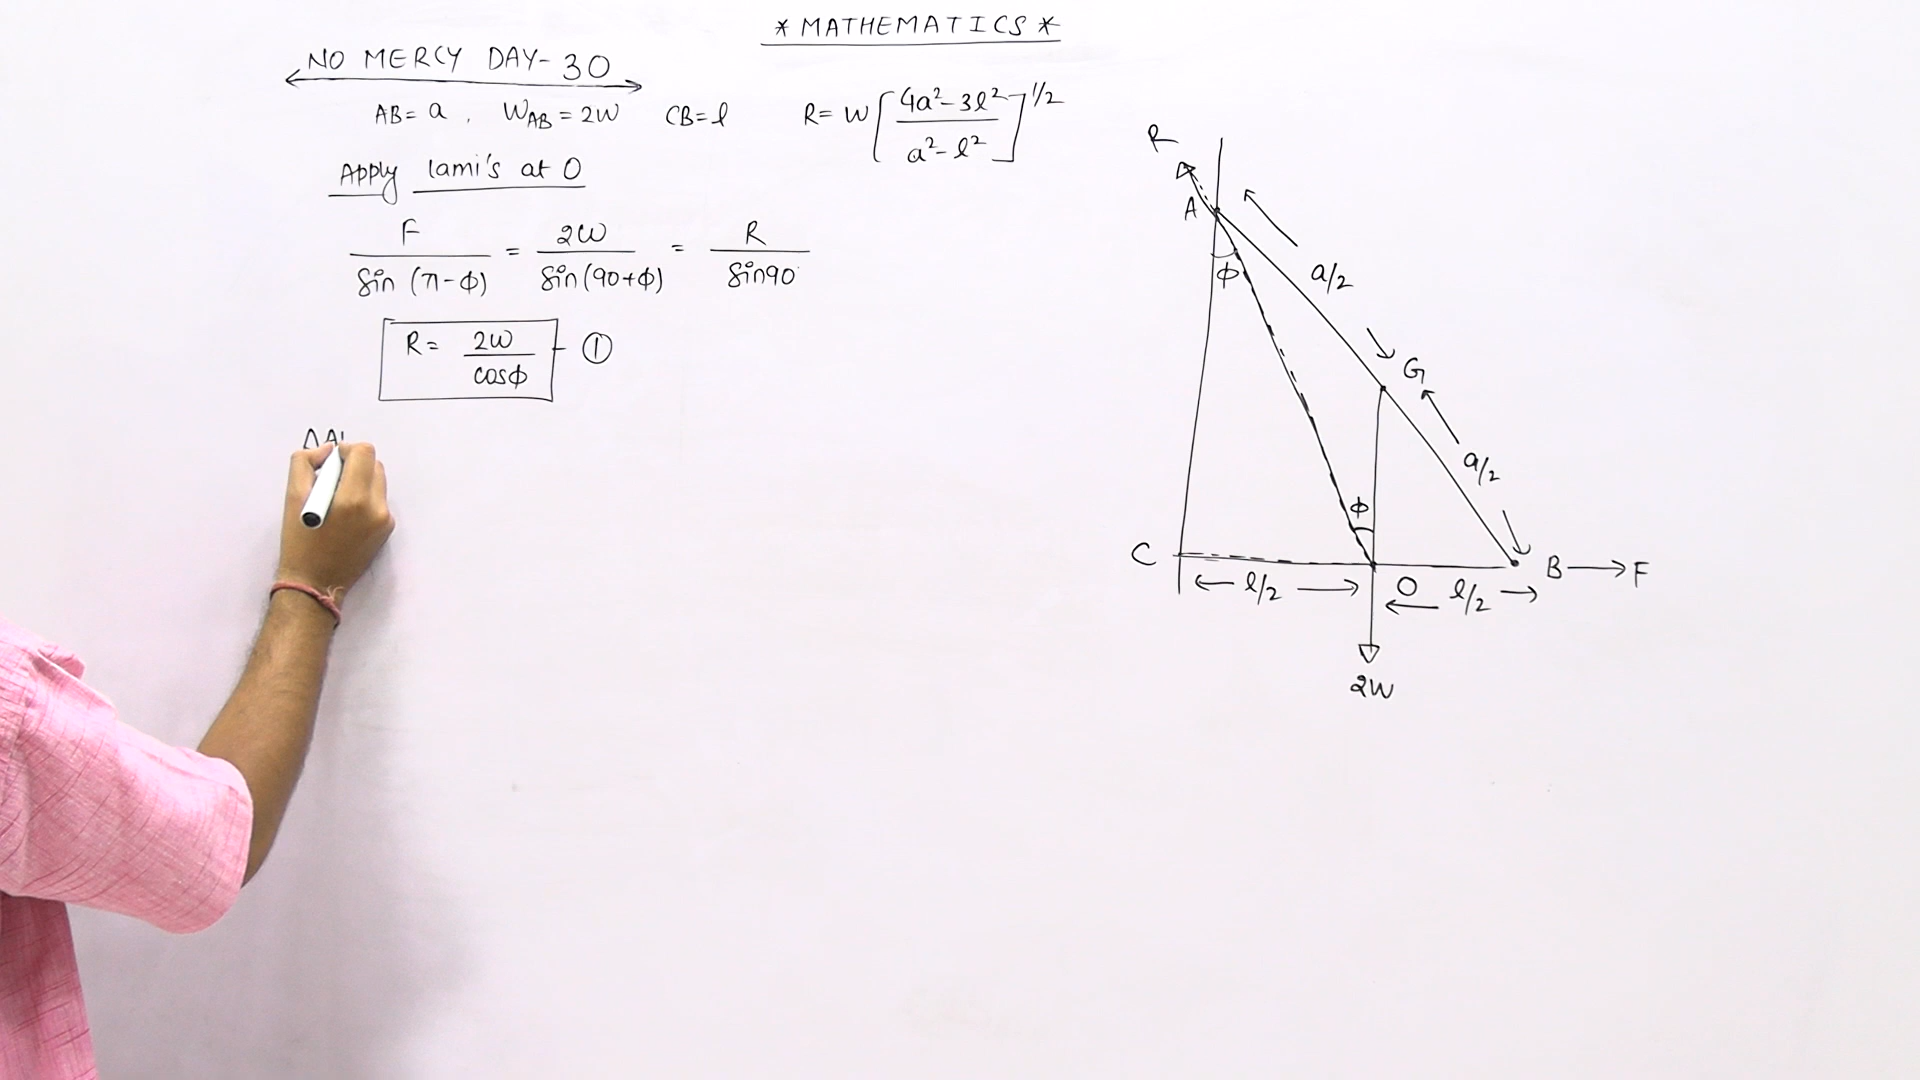 * MATHEMATICS *
NO MERCY DAY-30
AB= a , W_AB = 2W CB=l R= W[(4a²-3l²)/(a²-l²)]^1/2
Apply lami's at O
F/sin(π-ϕ) = 2W/sin(90+ϕ) = R/sin90
R= 2W/cosϕ - ①
ΔA
R
A
ϕ
a/2
G
a/2
ϕ
C
l/2
O
l/2
B
F
2W